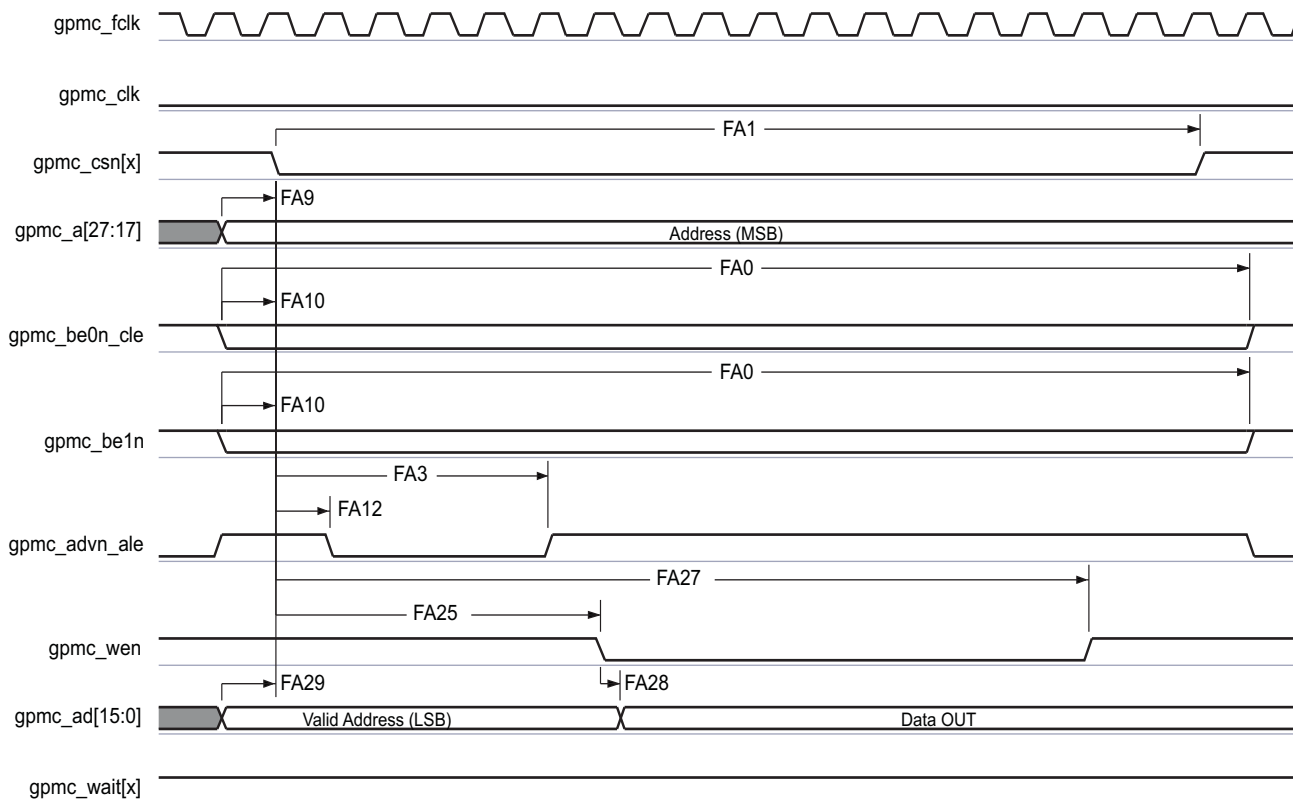 gpmc_fclk
gpmc_clk
FA1
gpmc_csn[x]
FA9
gpmc_a[27:17]
Address (MSB)
FA0
FA10
gpmc_be0n_cle
FA0
FA10
gpmc_be1n
FA3
FA12
gpmc_advn_ale
FA27
FA25
gpmc_wen
FA29
FA28
gpmc_ad[15:0]
Valid Address (LSB)
Data OUT
gpmc_wait[x]